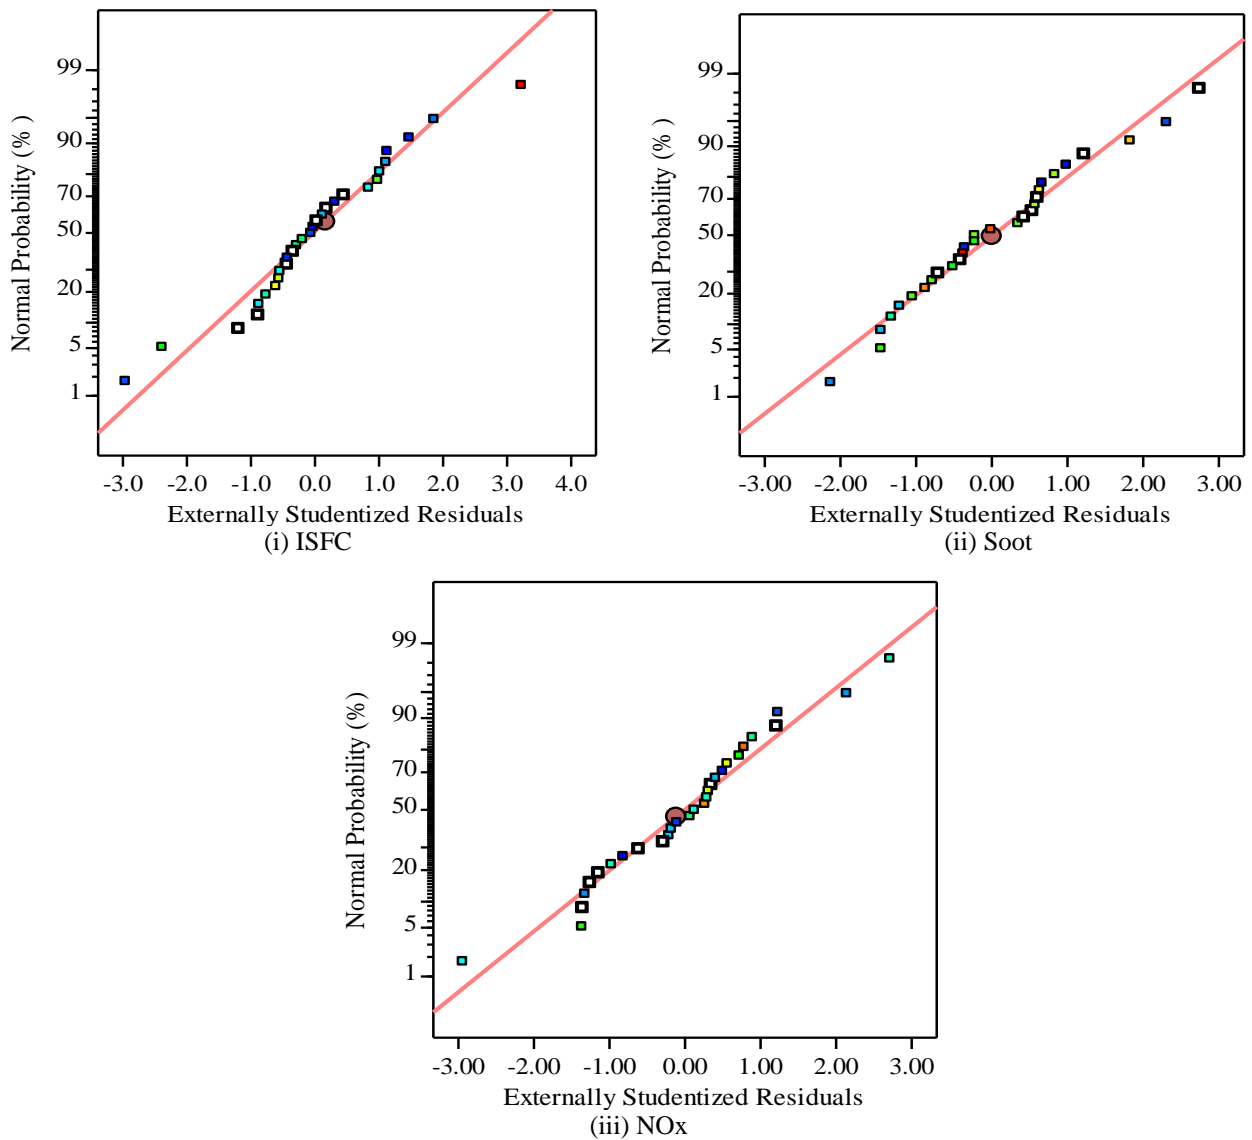 Normal Probability (% )
99
90
70
50
20
5
1
-3.0 -2.0 -1.0 0.0 1.0 2.0 3.0 4.0
Externally Studentized Residuals
(i) ISFC
Normal Probability (% )
99
90
70
50
20
5
1
-3.00 -2.00 -1.00 0.00 1.00 2.00 3.00
Externally Studentized Residuals
(ii) Soot
Normal Probability (%)
99
90
70
50
20
5
1
-3.00 -2.00 -1.00 0.00 1.00 2.00 3.00
Externally Studentized Residuals
(iii) NOx